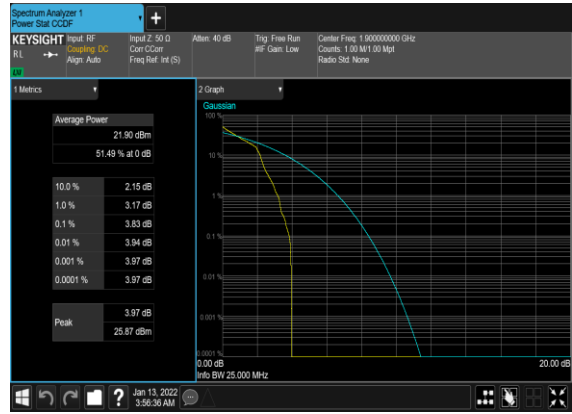 Spectrum Analyzer 1
Power Stat CCDF
KEYSIGHT
RL
Input: RF
Coupling: DC
Align: Auto
Input Z: 50 Ω
Corr CCorr
Freq Ref: Int (S)
Atten: 40 dB
Trig: Free Run
#IF Gain: Low
Center Freq: 1.900000000 GHz
Counts: 1.00 M/1.00 Mpt
Radio Std: None
1 Metrics
Average Power
21.90 dBm
51.49 % at 0 dB
10.0 % 2.15 dB
1.0 % 3.17 dB
0.1 % 3.83 dB
0.01 % 3.94 dB
0.001 % 3.97 dB
0.0001 % 3.97 dB
Peak
3.97 dB
25.87 dBm
2 Graph
Gaussian
100 %
10 %
1 %
0.1 %
0.01 %
0.001 %
0.0001 %
0.00 dB
20.00 dB
Info BW 25.000 MHz
?
Jan 13, 2022
3:56:36 AM